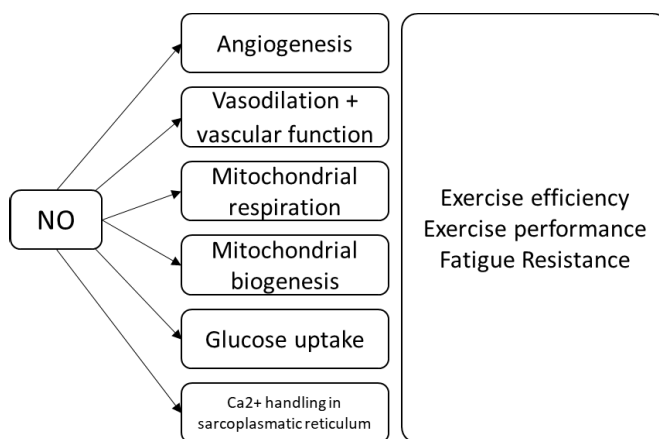 NO
Angiogenesis
Vasodilation +
vascular function
Mitochondrial
respiration
Mitochondrial
biogenesis
Glucose uptake
Ca2+ handling in
sarcoplasmatic reticulum
Exercise efficiency
Exercise performance
Fatigue Resistance